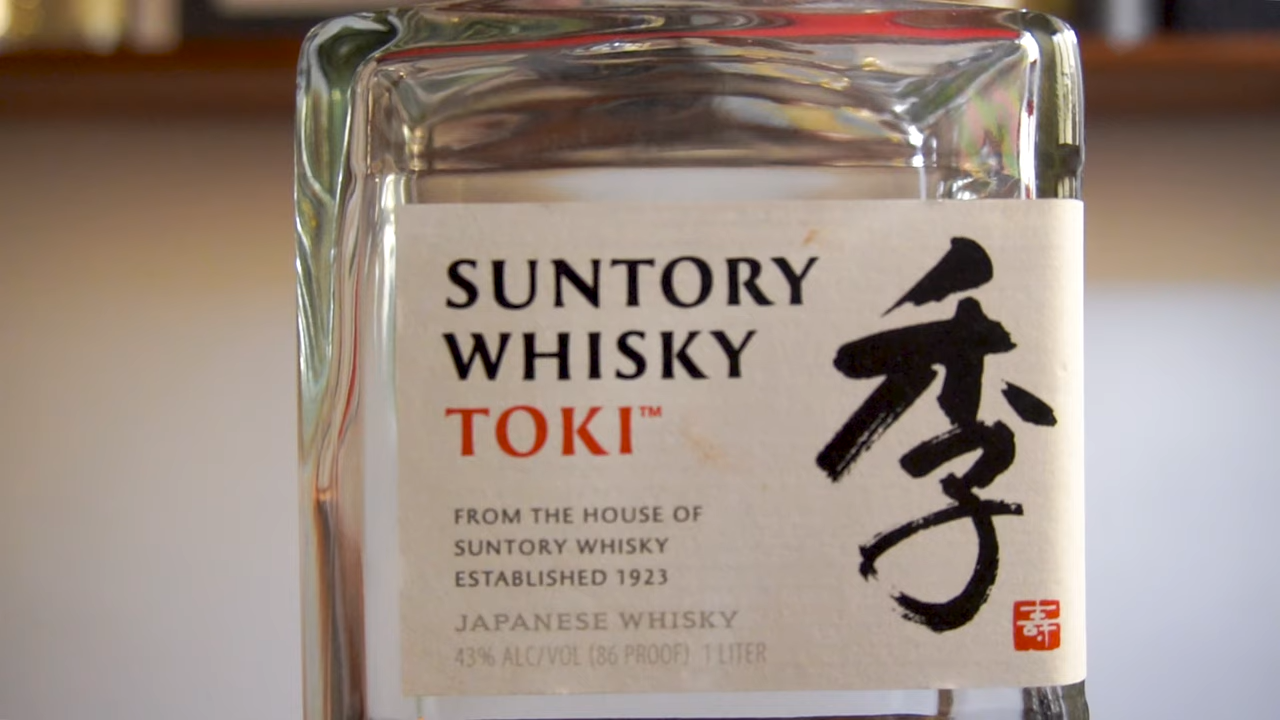 SUNTORY
WHISKY
TOKI™
季
FROM THE HOUSE OF
SUNTORY WHISKY
ESTABLISHED 1923
JAPANESE WHISKY
43% ALC/VOL (86 PROOF) 1 LITER
寿